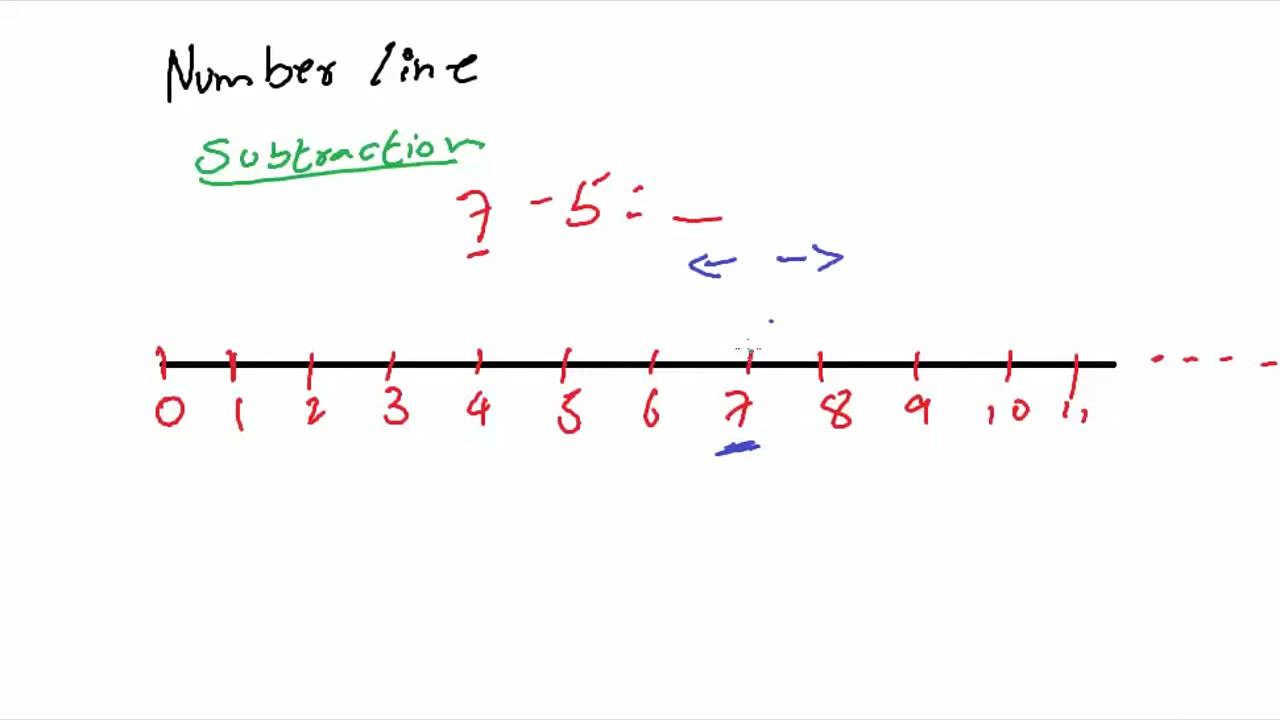 Number line
Subtraction
7 - 5 = __
0 1 2 3 4 5 6 7 8 9 10 11 - - - -